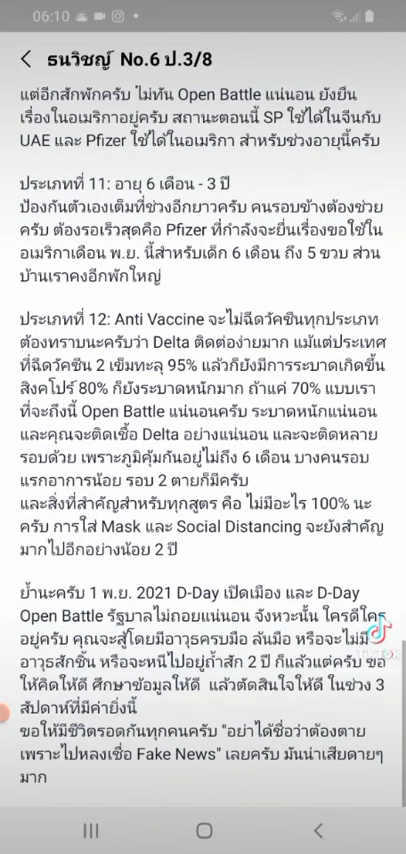 06:10
ธนวิชญ์ No.6 ป.3/8
แต่อีกสักพักครับ ไม่ทัน Open Battle แน่นอน ยังยืน
เรื่องในอเมริกาอยู่ครับ สถานะตอนนี้ SP ใช้ได้ในจีนกับ
UAE และ Pfizer ใช้ได้ในอเมริกา สำหรับช่วงอายุนี้ครับ
ประเภทที่ 11: อายุ 6 เดือน - 3 ปี
ป้องกันตัวเองเต็มที่ช่วงอีกยาวครับ คนรอบข้างต้องช่วย
ครับ ต้องรอเร็วสุดคือ Pfizer ที่กำลังจะยื่นเรื่องขอใช้ใน
อเมริกาเดือน พ.ย. นี้สำหรับเด็ก 6 เดือน ถึง 5 ขวบ ส่วน
บ้านเราคงอีกพักใหญ่
ประเภทที่ 12: Anti Vaccine จะไม่ฉีดวัคซีนทุกประเภท
ต้องทราบนะครับว่า Delta ติดต่อง่ายมาก แม้แต่ประเทศ
ที่ฉีดวัคซีน 2 เข็มทะลุ 95% แล้วก็ยังมีการระบาดเกิดขึ้น
สิงคโปร์ 80% ก็ยังระบาดหนักมาก ถ้าแค่ 70% แบบเรา
ที่จะถึงนี้ Open Battle แน่นอนครับ ระบาดหนักแน่นอน
และคุณจะติดเชื้อ Delta อย่างแน่นอน และจะติดหลาย
รอบด้วย เพราะภูมิคุ้มกันอยู่ไม่ถึง 6 เดือน บางคนรอบ
แรกอาการน้อย รอบ 2 ตายก็มีครับ
และสิ่งที่สำคัญสำหรับทุกสูตร คือ ไม่มีอะไร 100% นะ
ครับ การใส่ Mask และ Social Distancing จะยังสำคัญ
มากไปอีกอย่างน้อย 2 ปี
ย้ำนะครับ 1 พ.ย. 2021 D-Day เปิดเมือง และ D-Day
Open Battle รัฐบาลไม่ถอยแน่นอน จังหวะนั้น ใครดีใคร
อยู่ครับ คุณจะสู้โดยมีอาวุธครบมือ ล้นมือ หรือจะไม่มี
อาวุธสักชิ้น หรือจะหนีไปอยู่ถ้ำสัก 2 ปี ก็แล้วแต่ครับ ขอ
ให้คิดให้ดี ศึกษาข้อมูลให้ดี แล้วตัดสินใจให้ดี ในช่วง 3
สัปดาห์ที่มีค่ายิ่งนี้
ขอให้มีชีวิตรอดกันทุกคนครับ "อย่าได้ชื่อว่าต้องตาย
เพราะไปหลงเชื่อ Fake News" เลยครับ มันน่าเสียดายๆ
มาก
TikTok